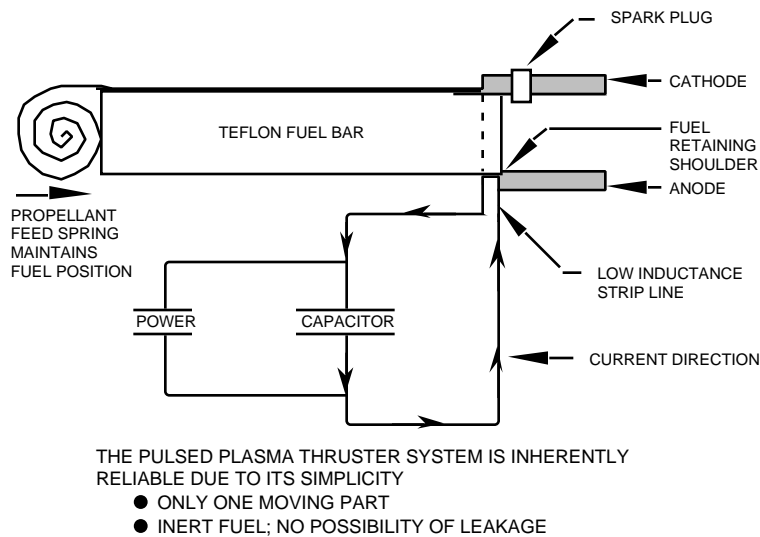 SPARK PLUG
CATHODE
TEFLON FUEL BAR
FUEL
RETAINING
SHOULDER
ANODE
PROPELLANT
FEED SPRING
MAINTAINS
FUEL POSITION
LOW INDUCTANCE
STRIP LINE
POWER
CAPACITOR
CURRENT DIRECTION
THE PULSED PLASMA THRUSTER SYSTEM IS INHERENTLY
RELIABLE DUE TO ITS SIMPLICITY
● ONLY ONE MOVING PART
● INERT FUEL; NO POSSIBILITY OF LEAKAGE